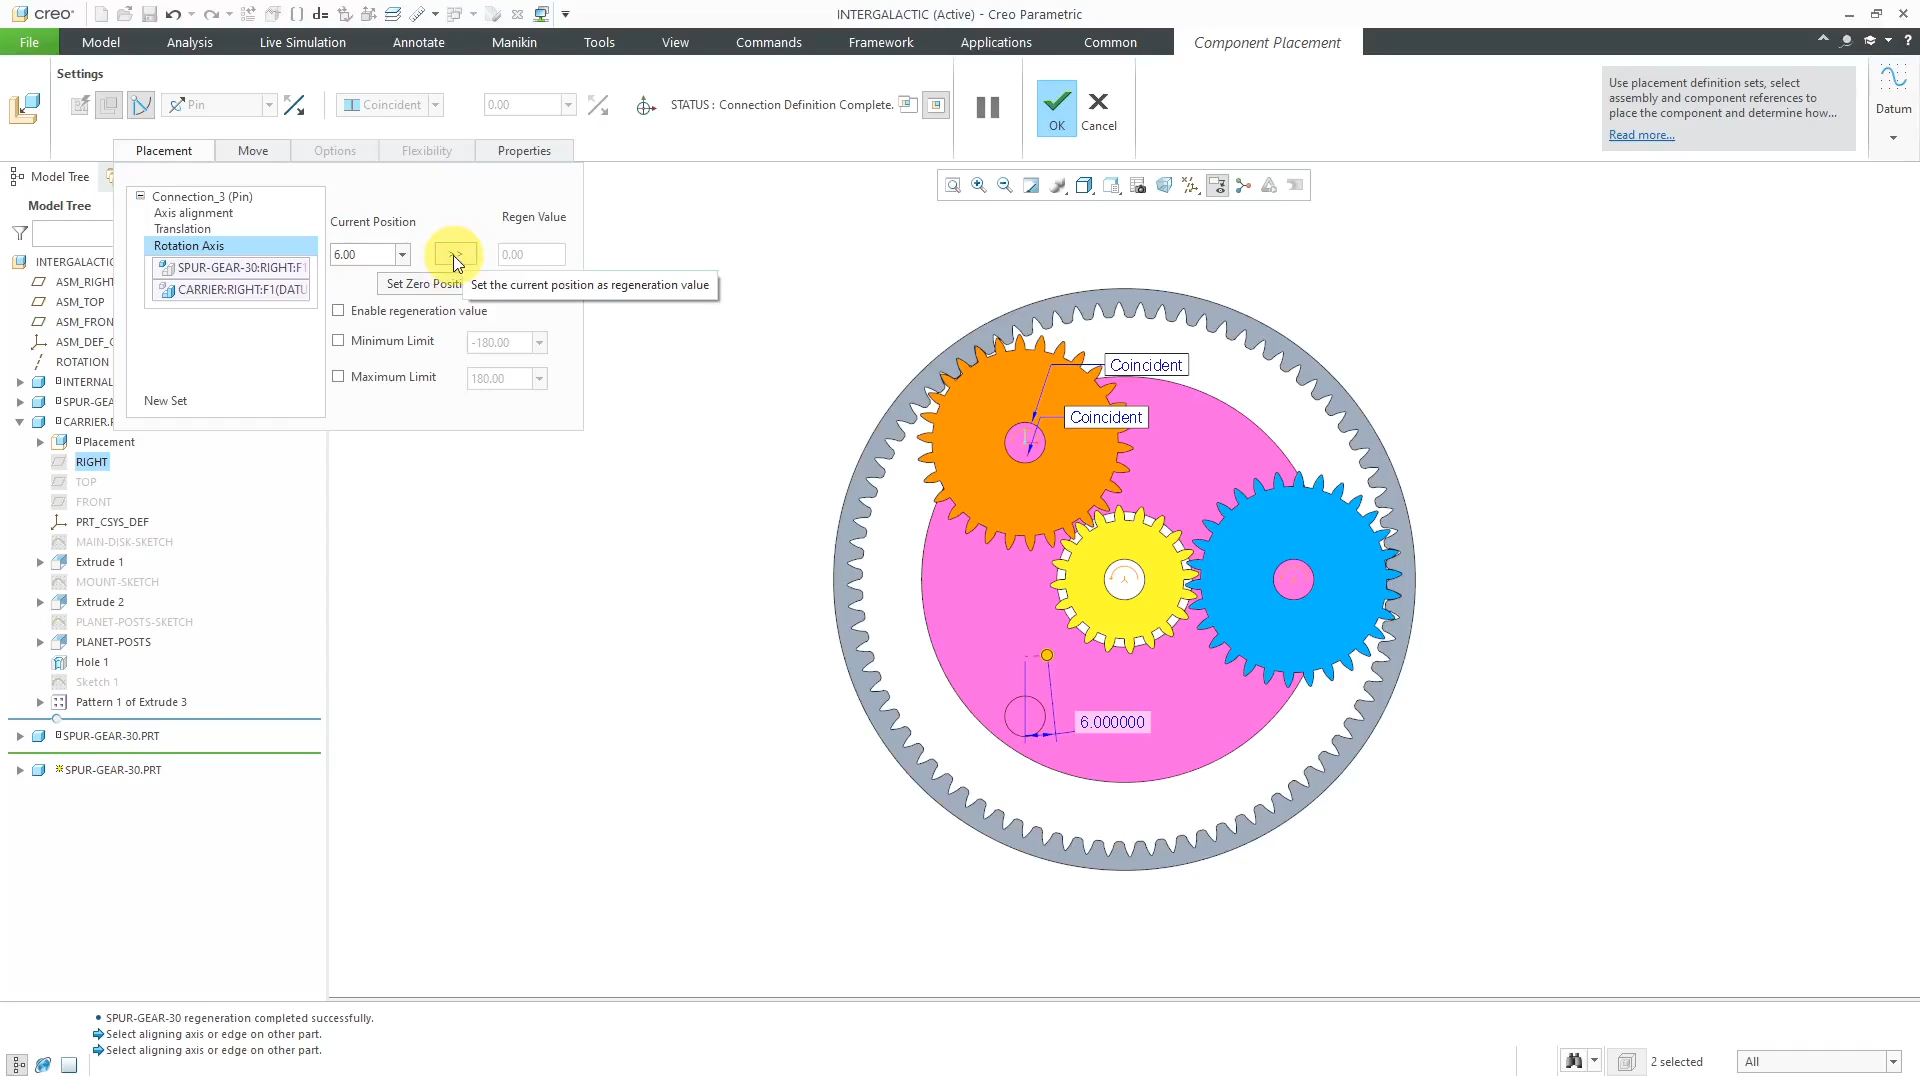 creo
INTERGALACTIC (Active) - Creo Parametric
File Model Analysis Live Simulation Annotate Manikin Tools View Commands Framework Applications Common Component Placement
Settings
Pin Coincident 0.00 STATUS : Connection Definition Complete. OK Cancel
Use placement definition sets, select
assembly and component references to
place the component and determine how...
Read more...
Datum
Placement Move Options Flexibility Properties
Model Tree
Model Tree
Connection_3 (Pin)
Axis alignment
Translation
Rotation Axis
SPUR-GEAR-30:RIGHT:F1
CARRIER:RIGHT:F1(DATU
New Set
Current Position Regen Value
6.00 >> 0.00
Set Zero Positi
Set the current position as regeneration value
Enable regeneration value
Minimum Limit -180.00
Maximum Limit 180.00
INTERGALACTIC
ASM_RIGHT
ASM_TOP
ASM_FRON
ASM_DEF_C
ROTATION
INTERNAL
SPUR-GEA
CARRIER.P
Placement
RIGHT
TOP
FRONT
PRT_CSYS_DEF
MAIN-DISK-SKETCH
Extrude 1
MOUNT-SKETCH
Extrude 2
PLANET-POSTS-SKETCH
PLANET-POSTS
Hole 1
Sketch 1
Pattern 1 of Extrude 3
SPUR-GEAR-30.PRT
SPUR-GEAR-30.PRT
Coincident
Coincident
6.000000
SPUR-GEAR-30 regeneration completed successfully.
Select aligning axis or edge on other part.
Select aligning axis or edge on other part.
2 selected All